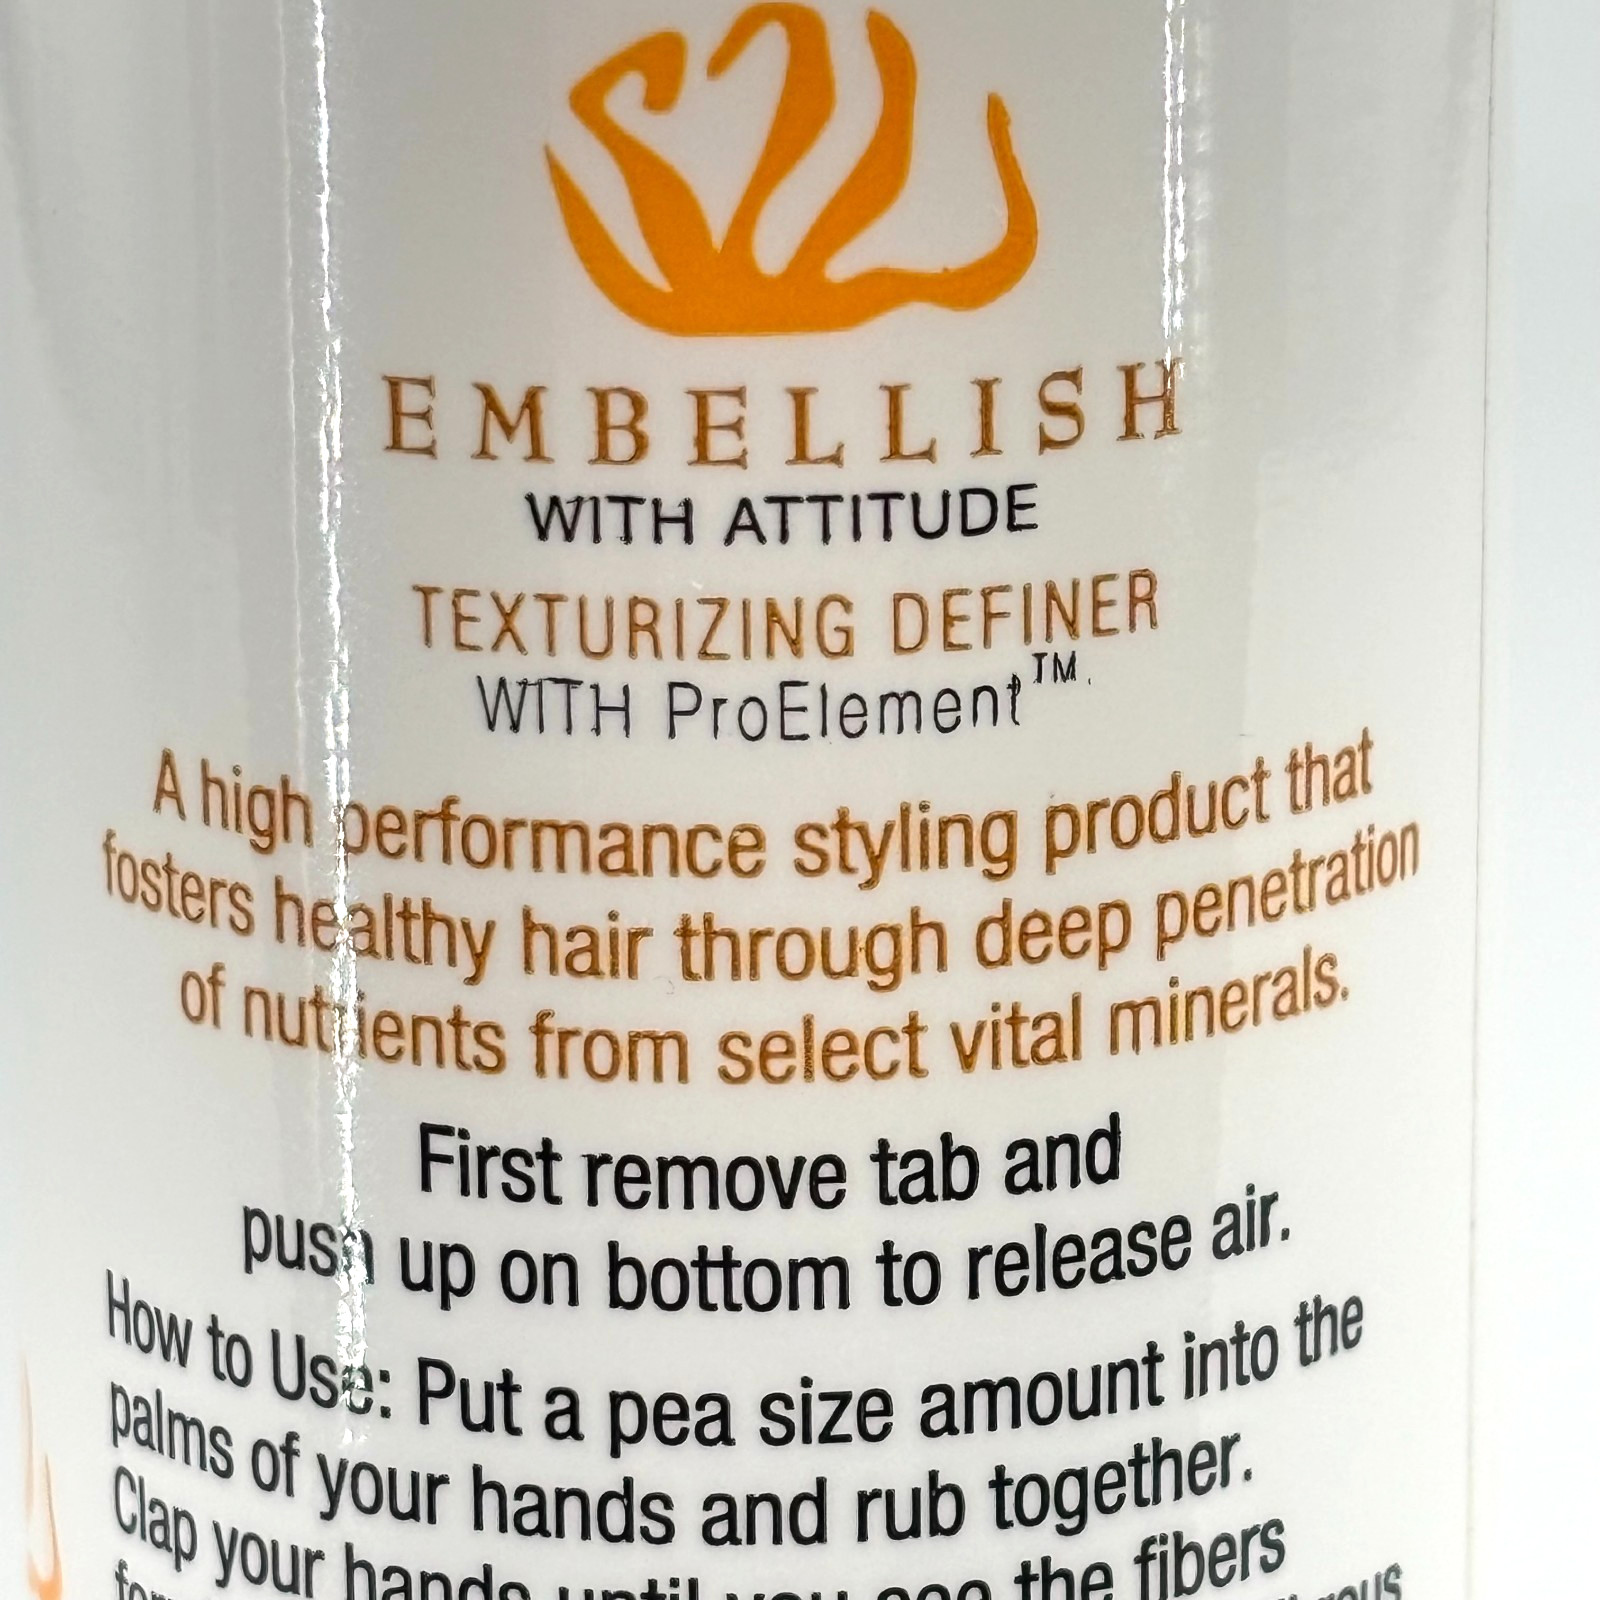 EMBELLISH
WITH ATTITUDE
TEXTURIZING DEFINER
WITH ProElement™.
A high performance styling product that
fosters healthy hair through deep penetration
of nutrients from select vital minerals.
First remove tab and
push up on bottom to release air.
How to Use: Put a pea size amount into the
palms of your hands and rub together.
Clap your hands until you see the fibers